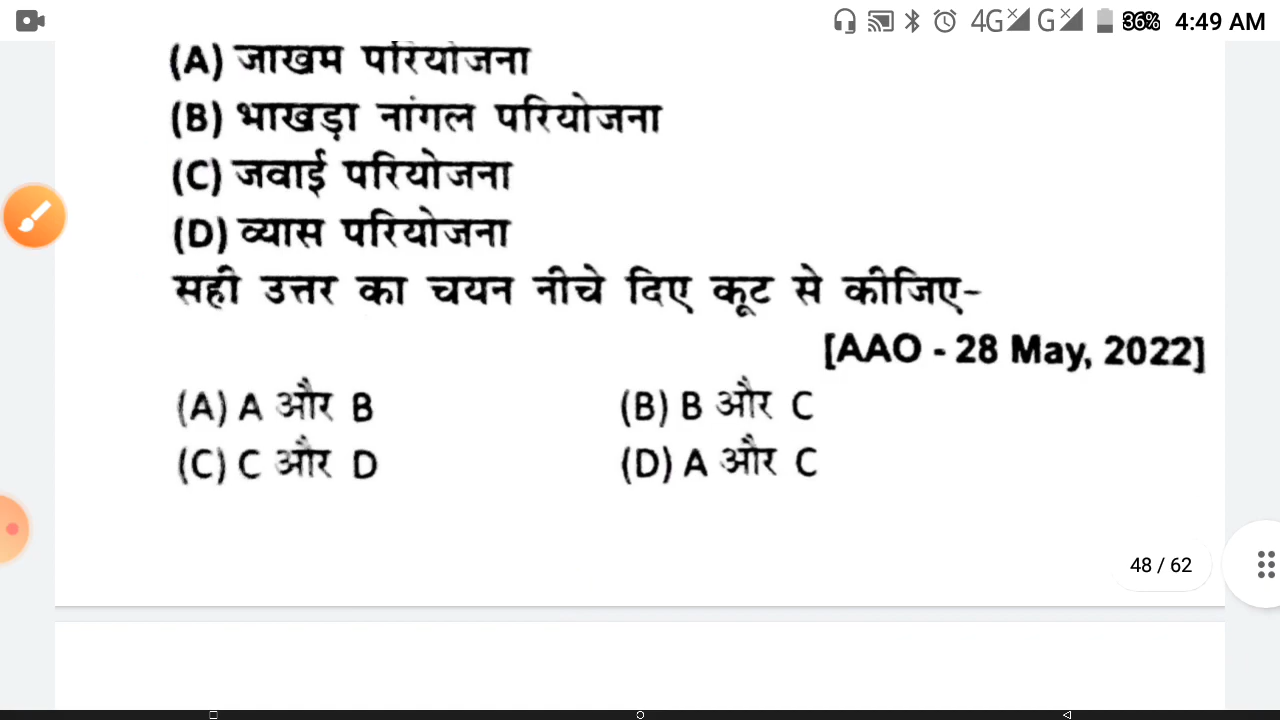 4G G 36% 4:49 AM
(A) जाखम परियोजना
(B) भाखड़ा नांगल परियोजना
(C) जवाई परियोजना
(D) व्यास परियोजना
सही उत्तर का चयन नीचे दिए कूट से कीजिए-
[AAO - 28 May, 2022]
(A) A और B (B) B और C
(C) C और D (D) A और C
48 / 62